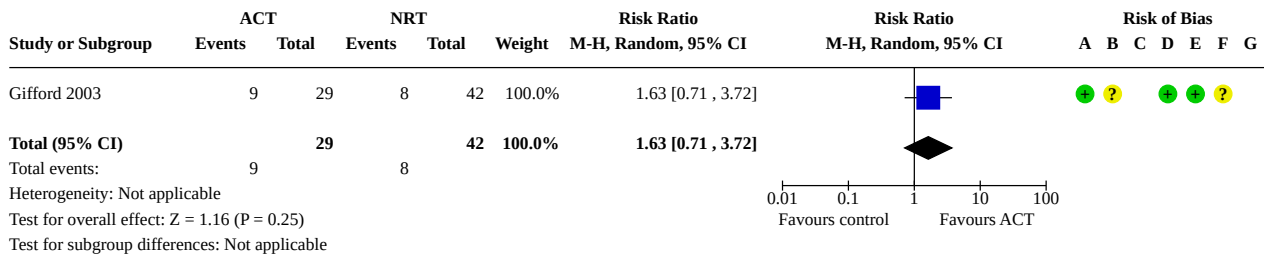 ACT NRT Risk Ratio Risk Ratio Risk of Bias
Study or Subgroup Events Total Events Total Weight M-H, Random, 95% CI M-H, Random, 95% CI A B C D E F G
Gifford 2003 9 29 8 42 100.0% 1.63 [0.71 , 3.72] + ? + + ?
Total (95% CI) 29 42 100.0% 1.63 [0.71 , 3.72]
Total events: 9 8
Heterogeneity: Not applicable
0.01 0.1 1 10 100
Test for overall effect: Z = 1.16 (P = 0.25) Favours control Favours ACT
Test for subgroup differences: Not applicable